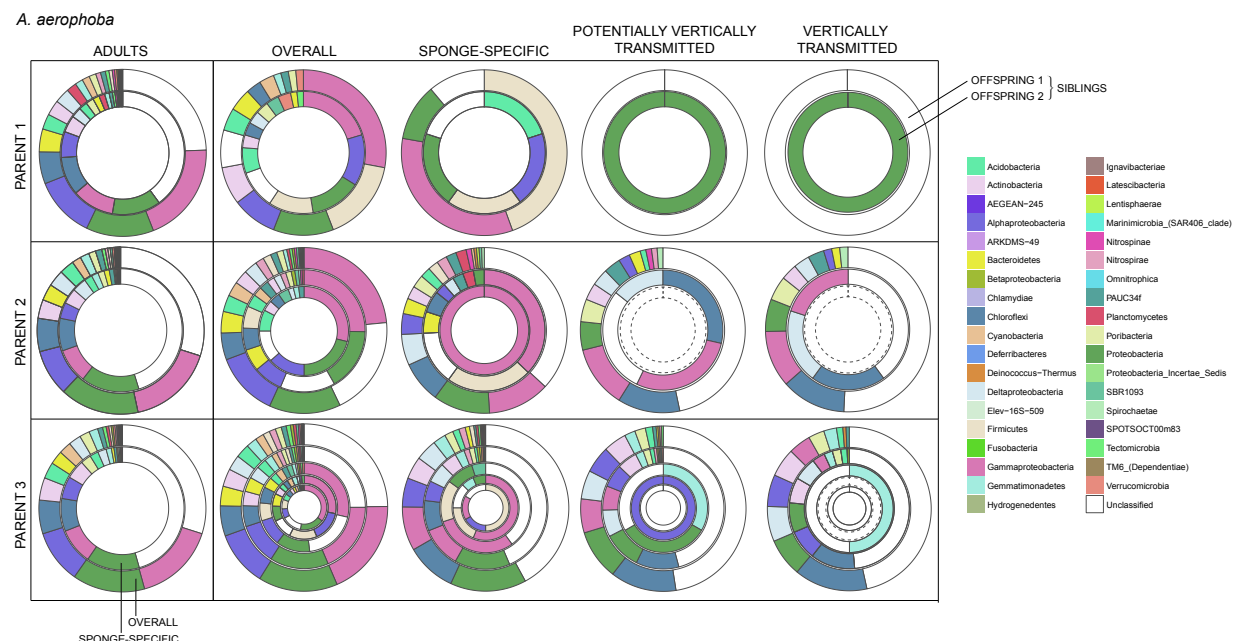 A. aerophoba
ADULTS
OVERALL
SPONGE-SPECIFIC
POTENTIALLY VERTICALLY
TRANSMITTED
VERTICALLY
TRANSMITTED
PARENT 1
PARENT 2
PARENT 3
OFFSPRING 1
OFFSPRING 2
SIBLINGS
OVERALL
SPONGE-SPECIFIC
Acidobacteria
Actinobacteria
AEGEAN−245
Alphaproteobacteria
ARKDMS−49
Bacteroidetes
Betaproteobacteria
Chlamydiae
Chloroflexi
Cyanobacteria
Deferribacteres
Deinococcus−Thermus
Deltaproteobacteria
Elev−16S−509
Firmicutes
Fusobacteria
Gammaproteobacteria
Gemmatimonadetes
Hydrogenedentes
Ignavibacteriae
Latescibacteria
Lentisphaerae
Marinimicrobia_(SAR406_clade)
Nitrospinae
Nitrospirae
Omnitrophica
PAUC34f
Planctomycetes
Poribacteria
Proteobacteria
Proteobacteria_Incertae_Sedis
SBR1093
Spirochaetae
SPOTSOCT00m83
Tectomicrobia
TM6_(Dependentiae)
Verrucomicrobia
Unclassified